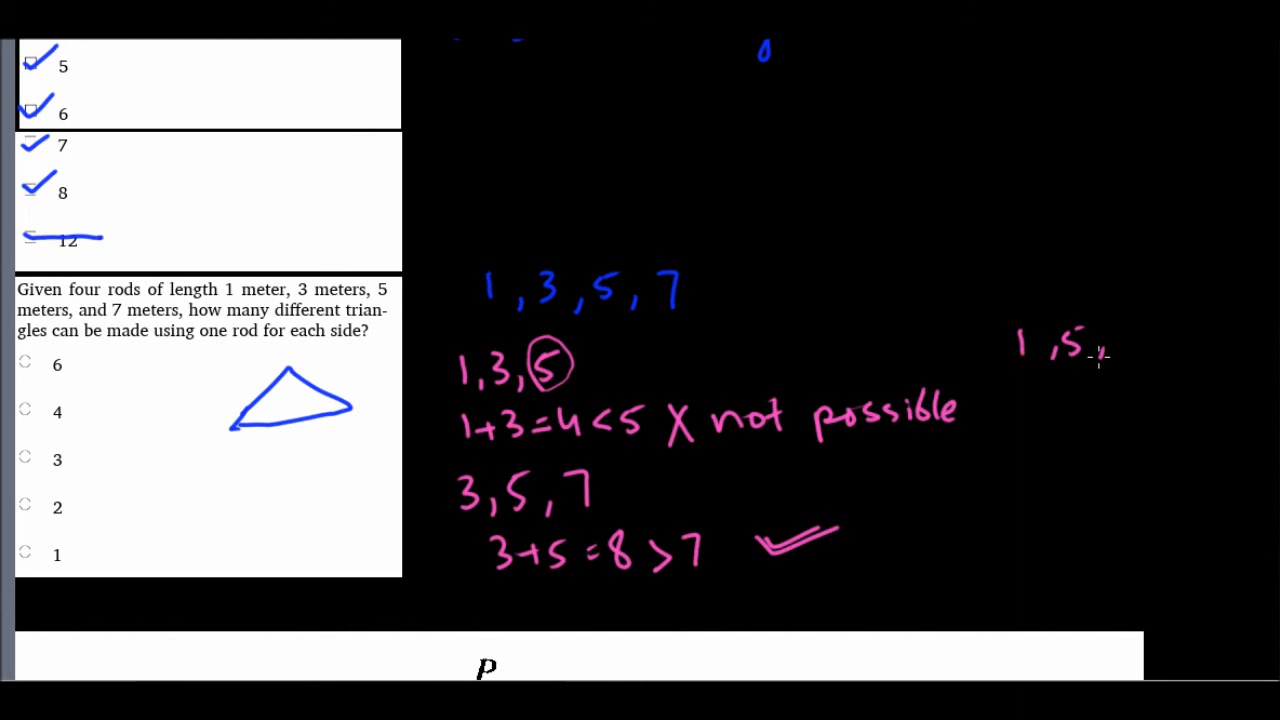 5
6
7
8
12
Given four rods of length 1 meter, 3 meters, 5
meters, and 7 meters, how many different trian-
gles can be made using one rod for each side?
6
4
3
2
1
1, 3, 5, 7
1, 3, 5
1+3=4<5 X not possible
3, 5, 7
3+5=8>7
1, 5,
p